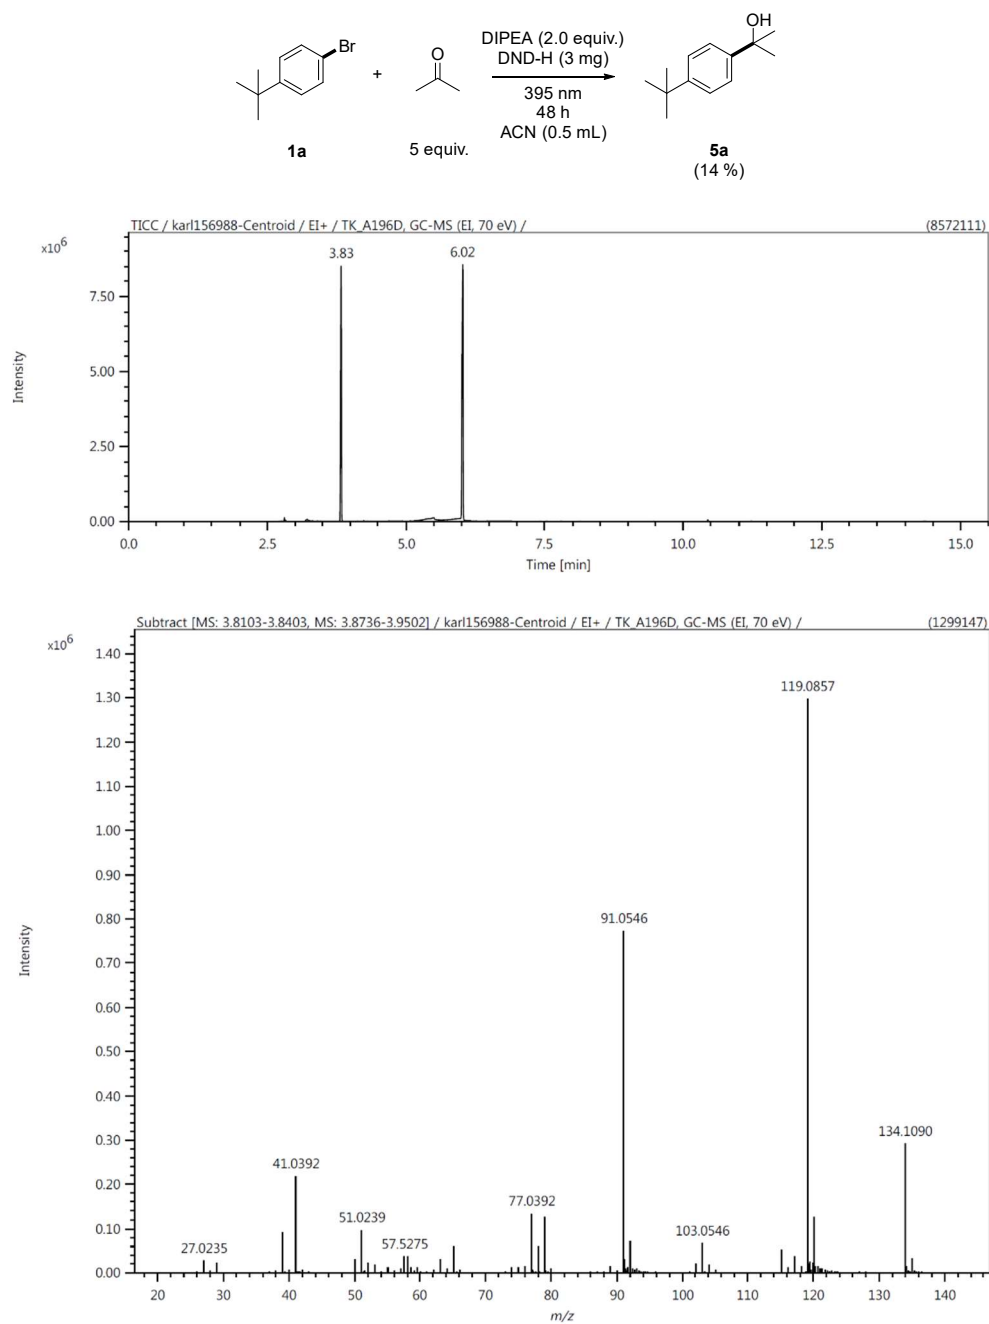 OH
Br
DIPEA (2.0 equiv.)
DND-H (3 mg)
+
O
395 nm
48 h
ACN (0.5 mL)
1a
5 equiv.
5a
(14 %)
TICC / karl156988-Centroid / EI+ / TK_A196D, GC-MS (EI, 70 eV) /
(8572111)
x10⁶
3.83
6.02
7.50
5.00
2.50
0.00
Intensity
0.0 2.5 5.0 7.5 10.0 12.5 15.0
Time [min]
Subtract [MS: 3.8103-3.8403, MS: 3.8736-3.9502] / karl156988-Centroid / EI+ / TK_A196D, GC-MS (EI, 70 eV) /
(1299147)
x10⁶
1.40
1.30
1.20
1.10
1.00
0.90
0.80
0.70
0.60
0.50
0.40
0.30
0.20
0.10
0.00
Intensity
119.0857
91.0546
134.1090
41.0392
77.0392
51.0239
103.0546
57.5275
27.0235
20 30 40 50 60 70 80 90 100 110 120 130 140
m/z